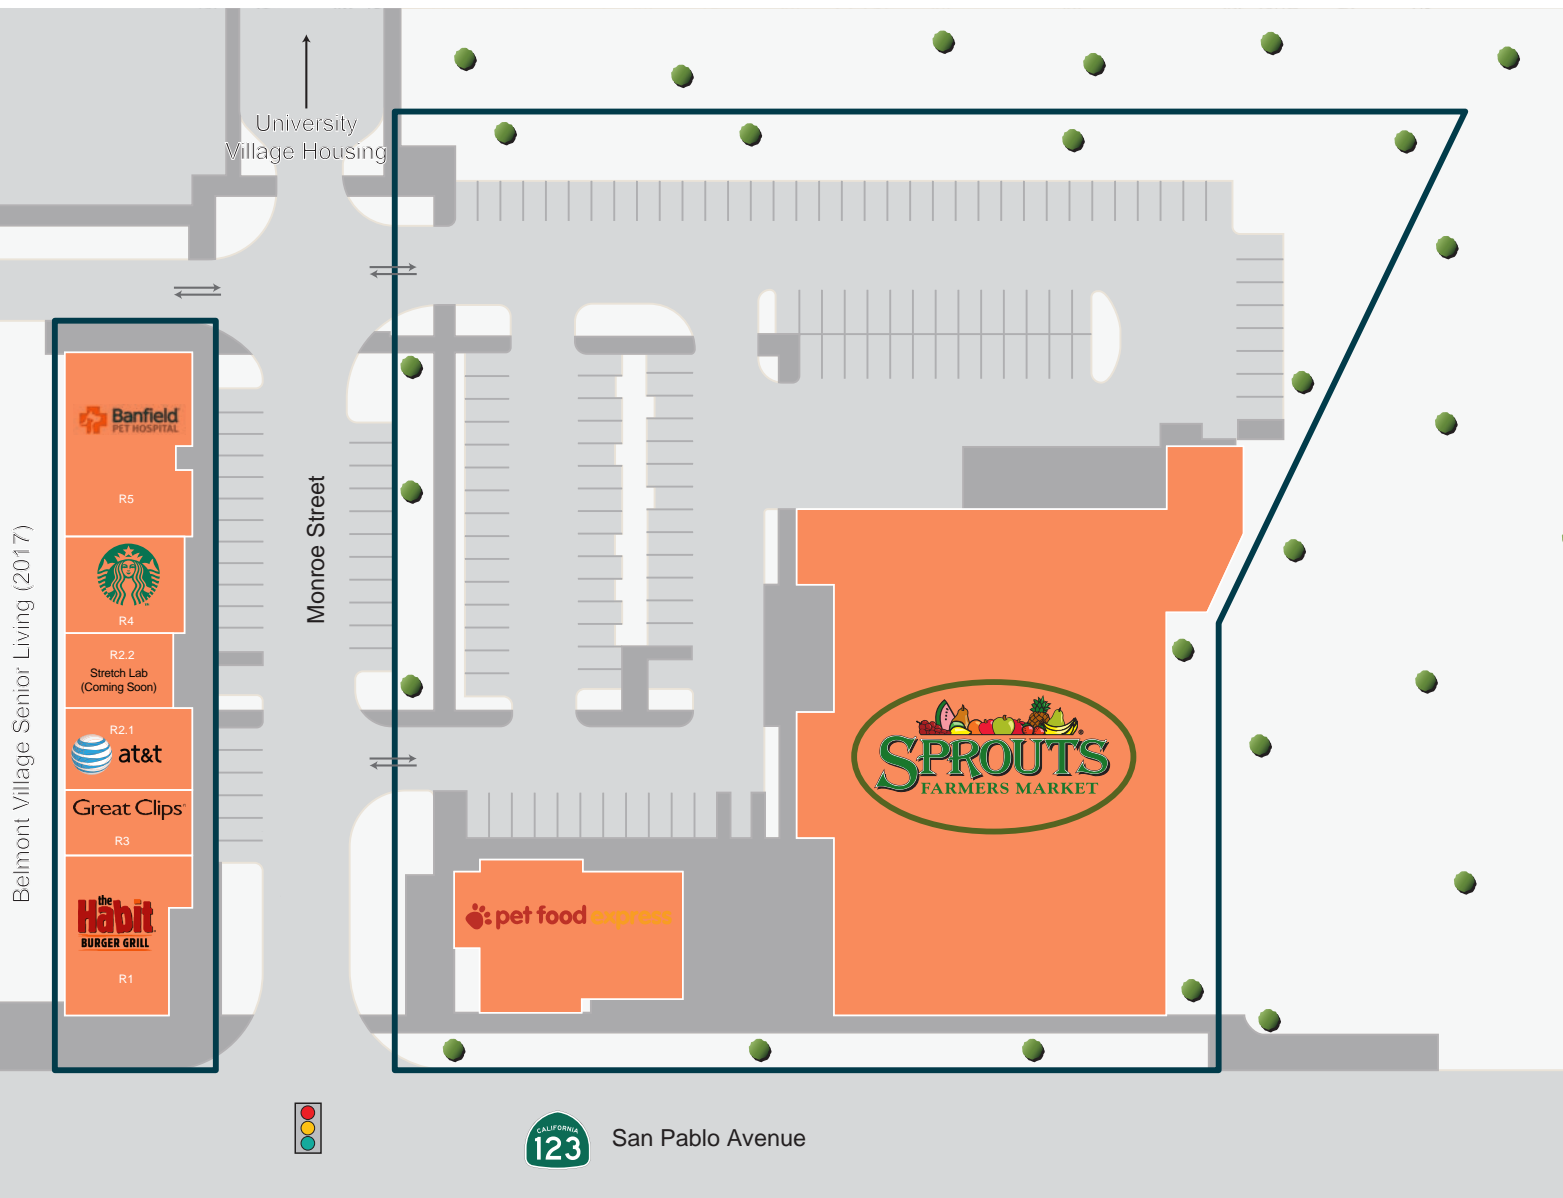 University
Village Housing
Banfield
PET HOSPITAL
R5
R4
R2.2
Stretch Lab
(Coming Soon)
R2.1
at&t
Great Clips
R3
the
Habit
BURGER GRILL
R1
Belmont Village Senior Living (2017)
Monroe Street
SPROUTS
FARMERS MARKET
pet food express
CALIFORNIA
123
San Pablo Avenue